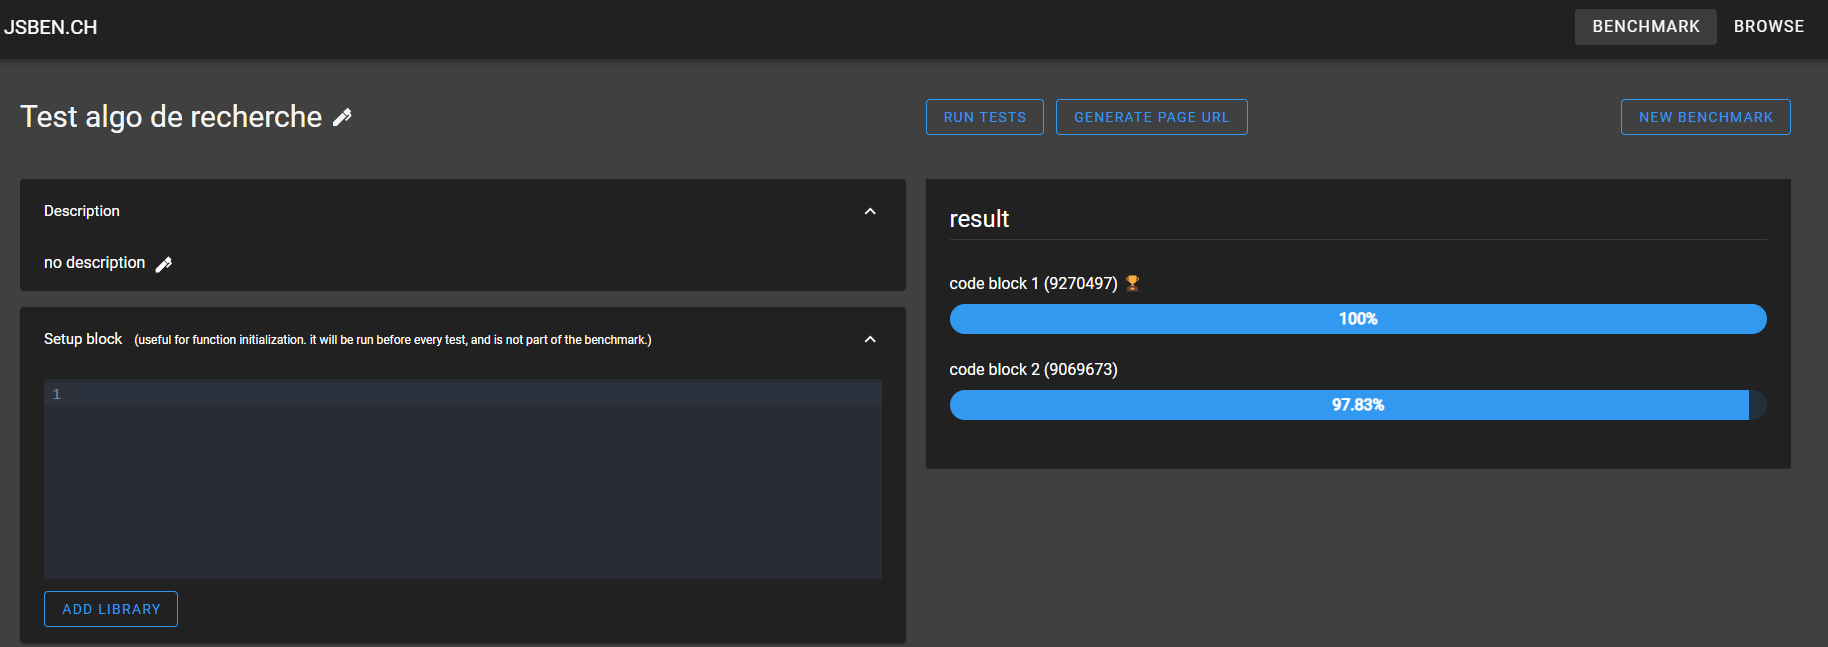 JSBEN.CH
BENCHMARK
BROWSE
Test algo de recherche
RUN TESTS
GENERATE PAGE URL
NEW BENCHMARK
Description
no description
Setup block (useful for function initialization. it will be run before every test, and is not part of the benchmark.)
1
ADD LIBRARY
result
code block 1 (9270497)
100%
code block 2 (9069673)
97.83%